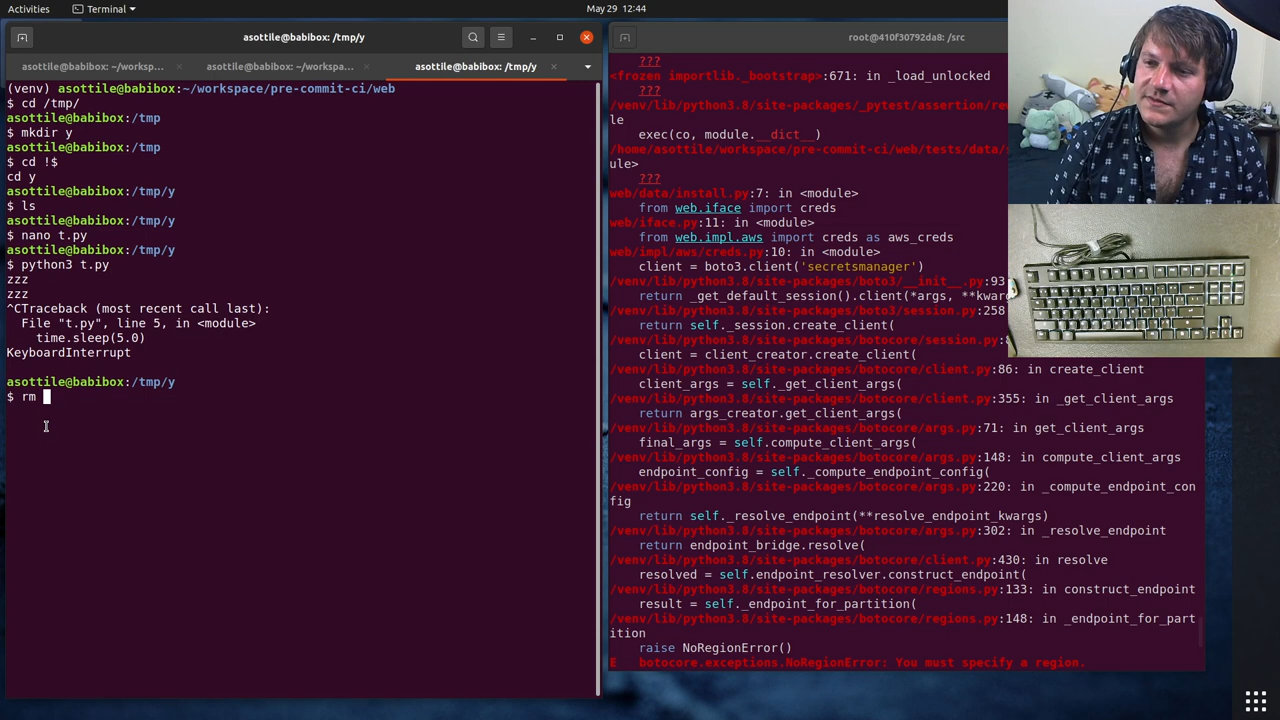 Activities
Terminal
May 29 12:44
asottile@babibox: /tmp/y
asottile@babibox: ~/worksp...
asottile@babibox: ~/workspa...
asottile@babibox: /tmp/y
(venv) asottile@babibox:~/workspace/pre-commit-ci/web
$ cd /tmp/
asottile@babibox:/tmp
$ mkdir y
asottile@babibox:/tmp
$ cd !$
cd y
asottile@babibox:/tmp/y
$ ls
asottile@babibox:/tmp/y
$ nano t.py
asottile@babibox:/tmp/y
$ python3 t.py
zzz
zzz
^CTraceback (most recent call last):
File "t.py", line 5, in <module>
time.sleep(5.0)
KeyboardInterrupt
asottile@babibox:/tmp/y
$ rm
root@410f30792da8: /src
???
<frozen importlib._bootstrap>:671: in _load_unlocked
???
/venv/lib/python3.8/site-packages/_pytest/assertion/rew
le
exec(co, module.__dict__)
/home/asottile/workspace/pre-commit-ci/web/tests/data/
ule>
???
web/data/install.py:7: in <module>
from web.iface import creds
web/iface.py:11: in <module>
from web.impl.aws import creds as aws_creds
web/impl/aws/creds.py:10: in <module>
client = boto3.client('secretsmanager')
/venv/lib/python3.8/site-packages/boto3/__init__.py:93
return _get_default_session().client(*args, **kwarg
/venv/lib/python3.8/site-packages/boto3/session.py:258
return self._session.create_client(
/venv/lib/python3.8/site-packages/botocore/session.py:8
client = client_creator.create_client(
/venv/lib/python3.8/site-packages/botocore/client.py:86: in create_client
client_args = self._get_client_args(
/venv/lib/python3.8/site-packages/botocore/client.py:355: in _get_client_args
return args_creator.get_client_args(
/venv/lib/python3.8/site-packages/botocore/args.py:71: in get_client_args
final_args = self.compute_client_args(
/venv/lib/python3.8/site-packages/botocore/args.py:148: in compute_client_args
endpoint_config = self._compute_endpoint_config(
/venv/lib/python3.8/site-packages/botocore/args.py:220: in _compute_endpoint_con
fig
return self._resolve_endpoint(**resolve_endpoint_kwargs)
/venv/lib/python3.8/site-packages/botocore/args.py:302: in _resolve_endpoint
return endpoint_bridge.resolve(
/venv/lib/python3.8/site-packages/botocore/client.py:430: in resolve
resolved = self.endpoint_resolver.construct_endpoint(
/venv/lib/python3.8/site-packages/botocore/regions.py:133: in construct_endpoint
result = self._endpoint_for_partition(
/venv/lib/python3.8/site-packages/botocore/regions.py:148: in _endpoint_for_part
ition
raise NoRegionError()
E botocore.exceptions.NoRegionError: You must specify a region.